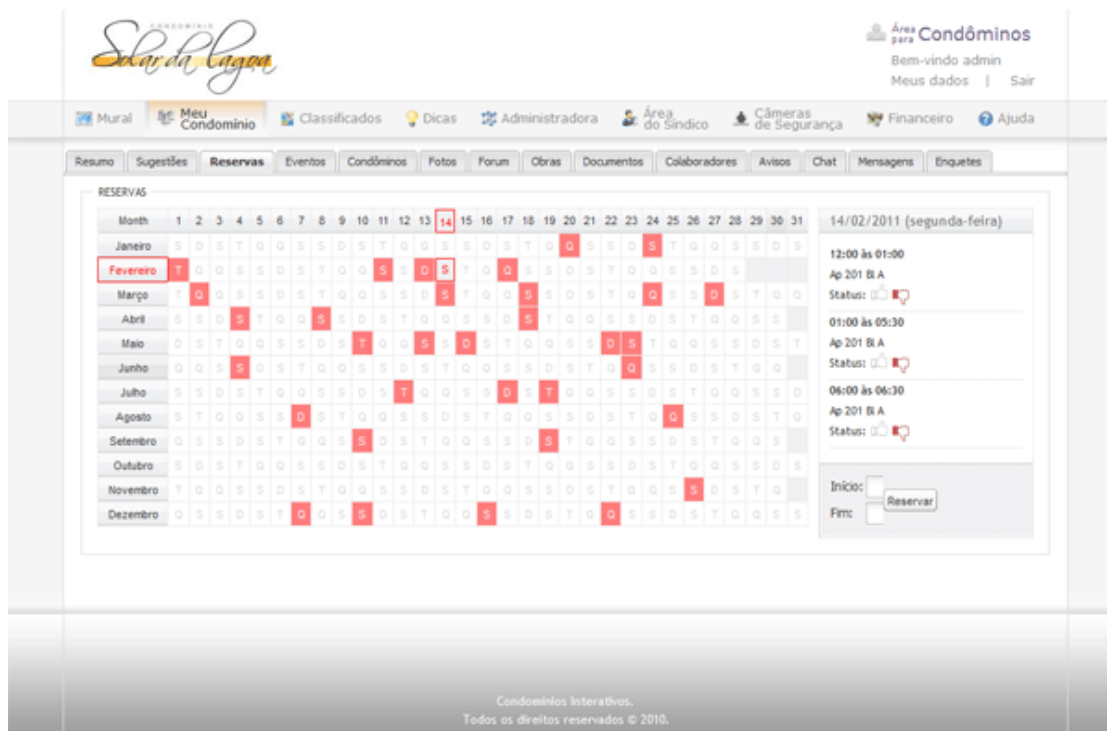 CONDOMÍNIO
Solar da lagoa
Área para Condôminos
Bem-vindo admin
Meus dados | Sair
Mural Meu Condomínio Classificados Dicas Administradora Área do Síndico Câmeras de Segurança Financeiro Ajuda
Resumo Sugestões Reservas Eventos Condôminos Fotos Forum Obras Documentos Colaboradores Avisos Chat Mensagens Enquetes
RESERVAS
Month 1 2 3 4 5 6 7 8 9 10 11 12 13 14 15 16 17 18 19 20 21 22 23 24 25 26 27 28 29 30 31
Janeiro S D S T Q Q S S D S T Q Q S S D S T Q Q S S D S T Q Q S S D S
Fevereiro T Q Q S S D S T Q Q S S D S T Q Q S S D S T Q Q S S D S
Março T Q Q S S D S T Q Q S S D S T Q Q S S D S T Q Q S S D S T Q Q
Abril S S D S T Q Q S S D S T Q Q S S D S T Q Q S S D S T Q Q S S
Maio D S T Q Q S S D S T Q Q S S D S T Q Q S S D S T Q Q S S D S T
Junho Q Q S S D S T Q Q S S D S T Q Q S S D S T Q Q S S D S T Q Q
Julho S S D S T Q Q S S D S T Q Q S S D S T Q Q S S D S T Q Q S S D
Agosto S T Q Q S S D S T Q Q S S D S T Q Q S S D S T Q Q S S D S T Q
Setembro Q S S D S T Q Q S S D S T Q Q S S D S T Q Q S S D S T Q Q S
Outubro S D S T Q Q S S D S T Q Q S S D S T Q Q S S D S T Q Q S S D S
Novembro T Q Q S S D S T Q Q S S D S T Q Q S S D S T Q Q S S D S T Q
Dezembro Q S S D S T Q Q S S D S T Q Q S S D S T Q Q S S D S T Q Q S S
14/02/2011 (segunda-feira)
12:00 às 01:00
Ap 201 Bl A
Status:
01:00 às 05:30
Ap 201 Bl A
Status:
06:00 às 06:30
Ap 201 Bl A
Status:
Início:
Reservar
Fim:
Condomínios Interativos.
Todos os direitos reservados © 2010.